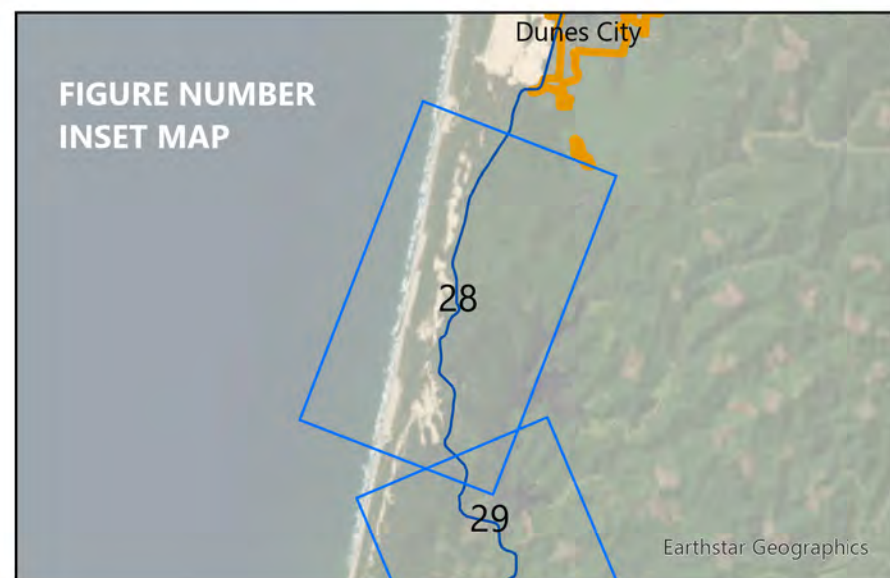 Dunes City
FIGURE NUMBER
INSET MAP
28
29
Earthstar Geographics